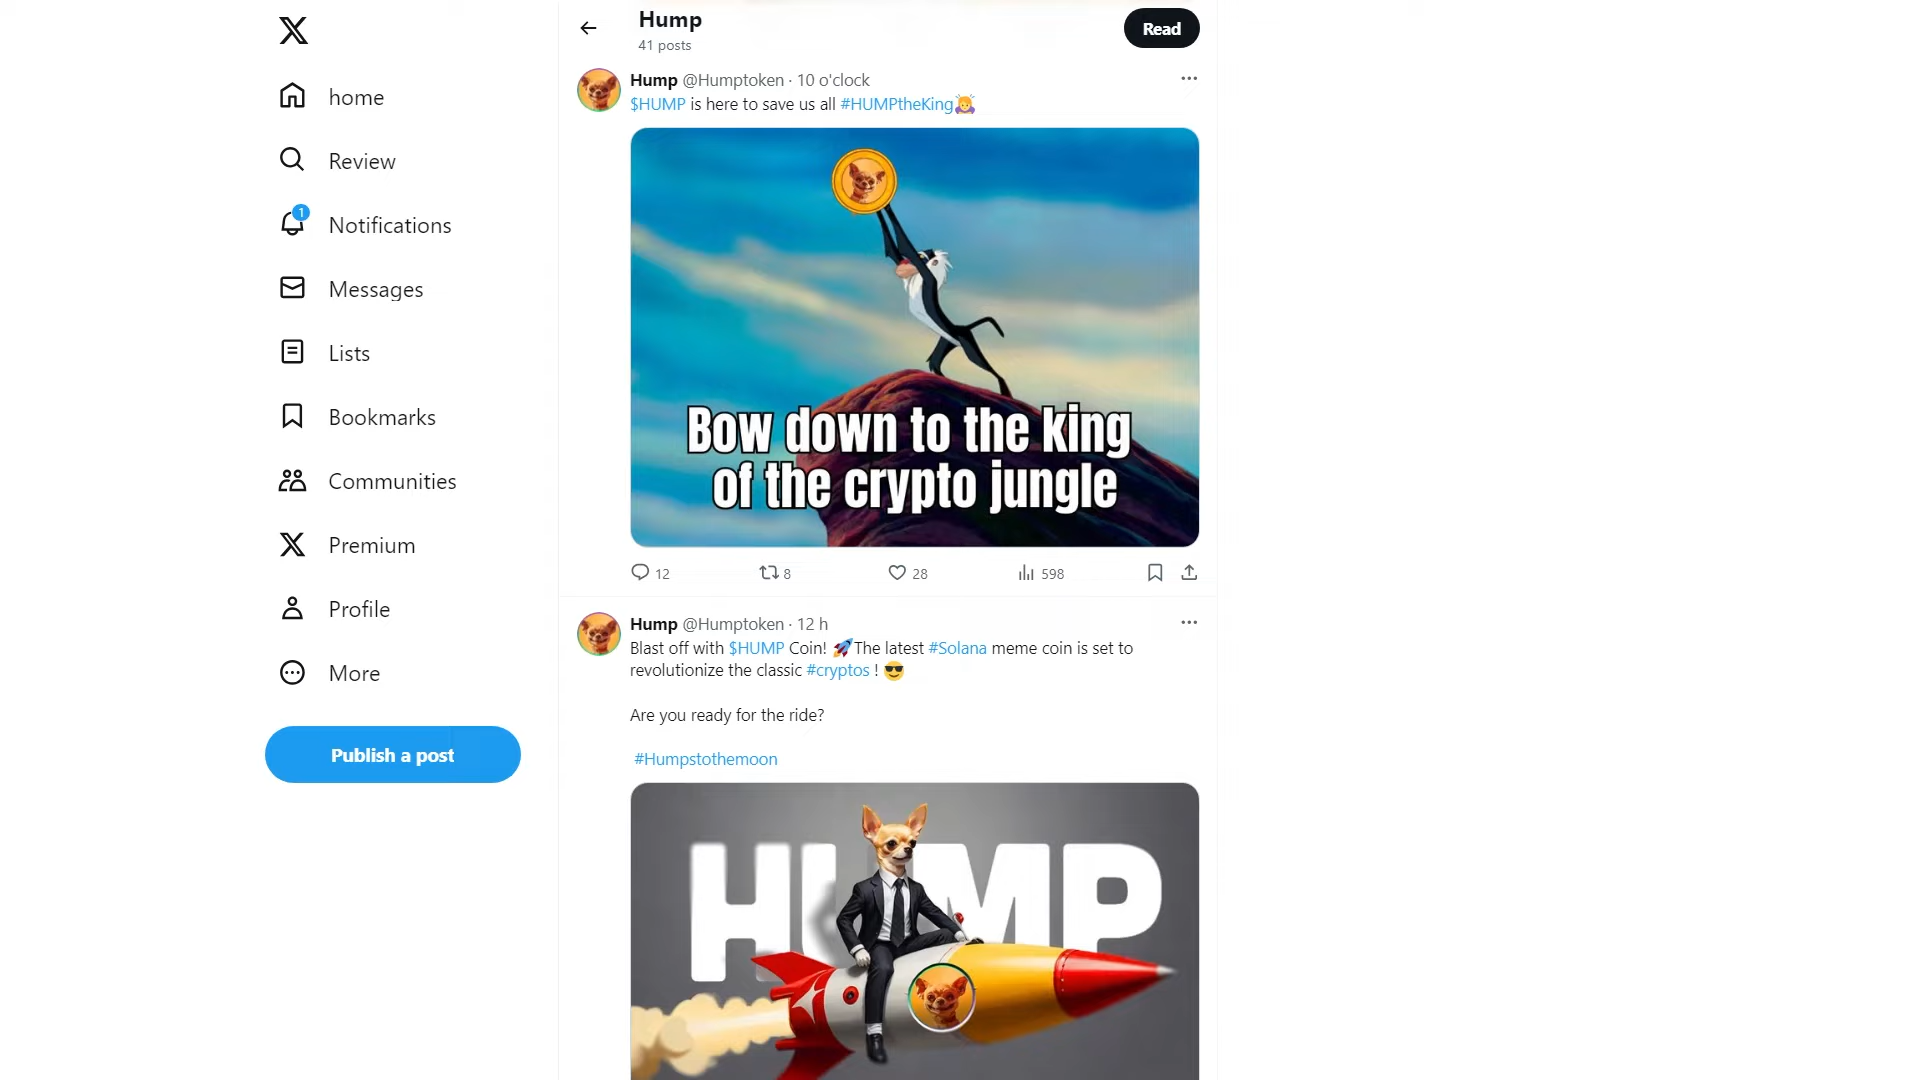 Hump
41 posts
Read
home
Review
1
Notifications
Messages
Lists
Bookmarks
Communities
Premium
Profile
More
Publish a post
Hump @Humptoken · 10 o'clock
$HUMP is here to save us all #HUMPtheKing
Bow down to the king
of the crypto jungle
12
8
28
598
Hump @Humptoken · 12 h
Blast off with $HUMP Coin! 🚀The latest #Solana meme coin is set to
revolutionize the classic #cryptos ! 😎
Are you ready for the ride?
#Humpstothemoon
HUMP